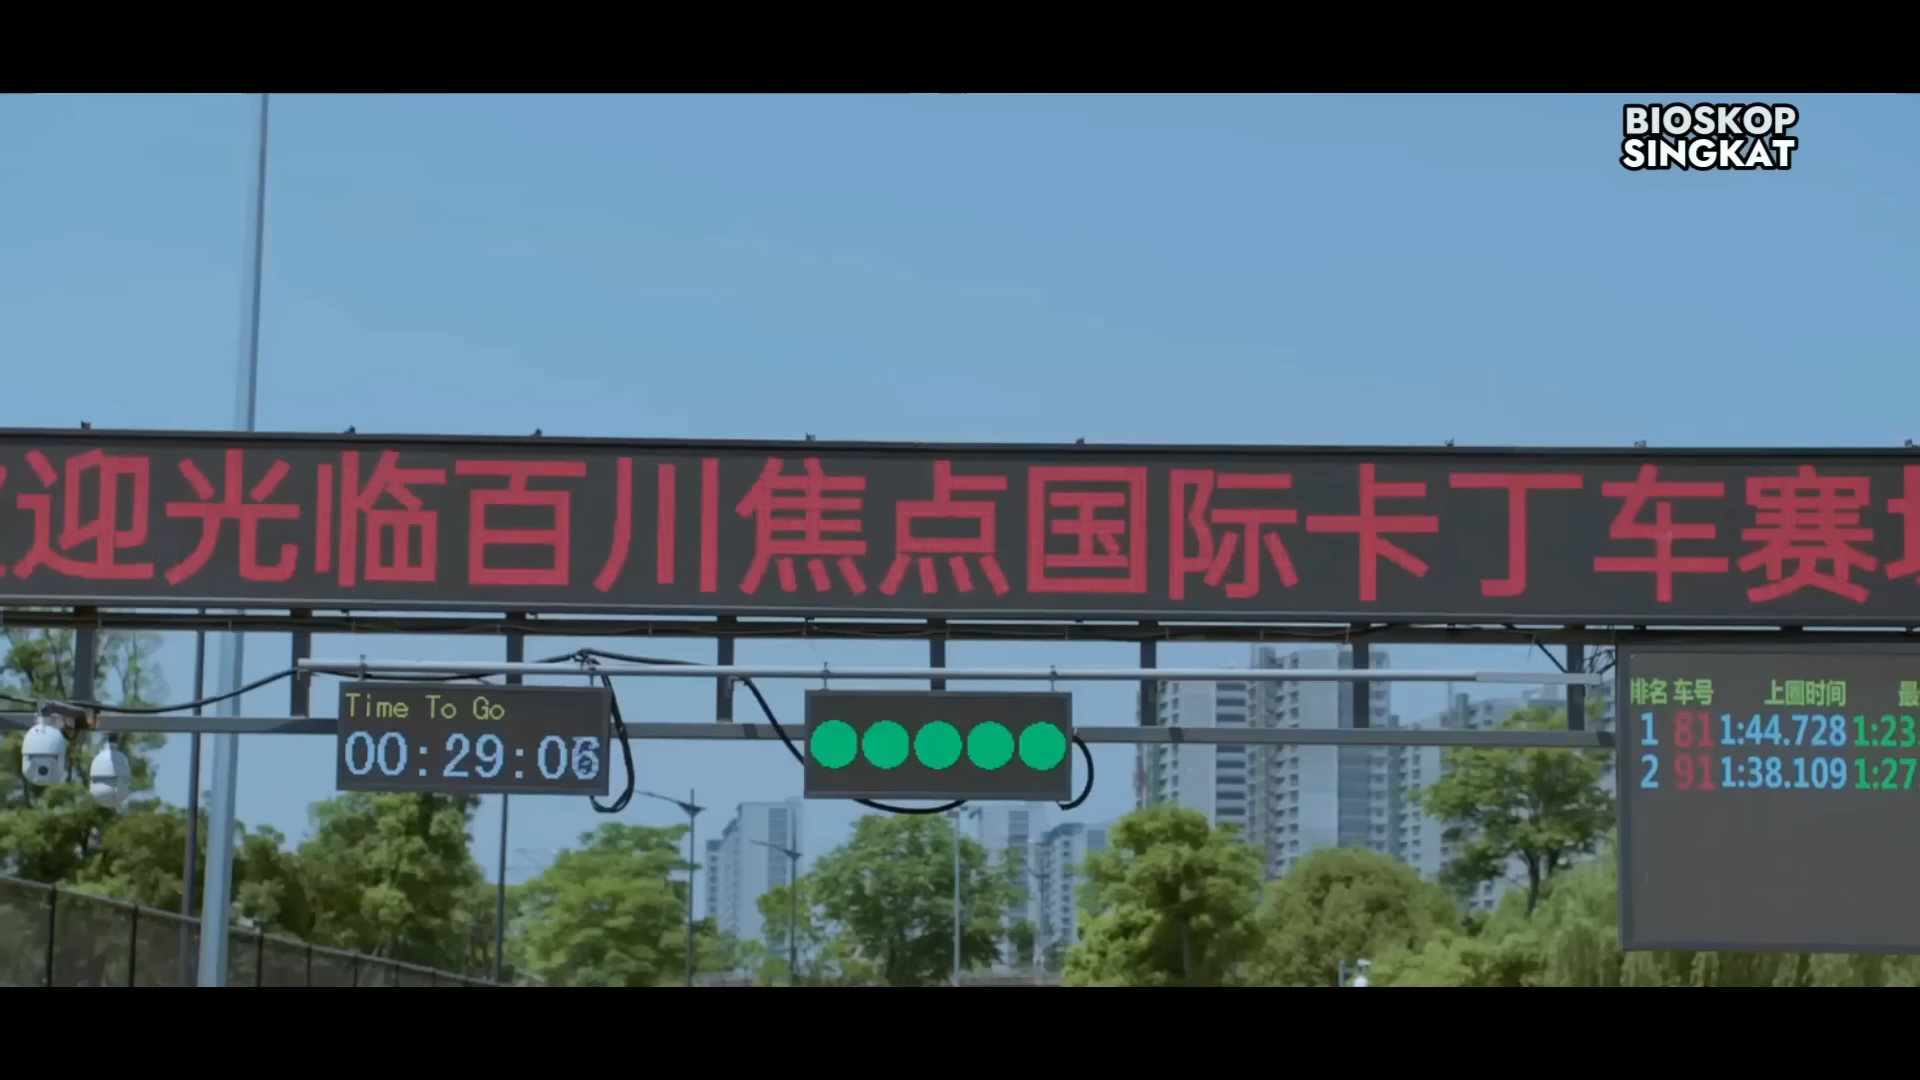 BIOSKOP
SINGKAT
迎光临百川焦点国际卡丁车赛
Time To Go
00:29:06
排名 车号 上圈时间 最
1 81 1:44.728 1:23
2 91 1:38.109 1:27